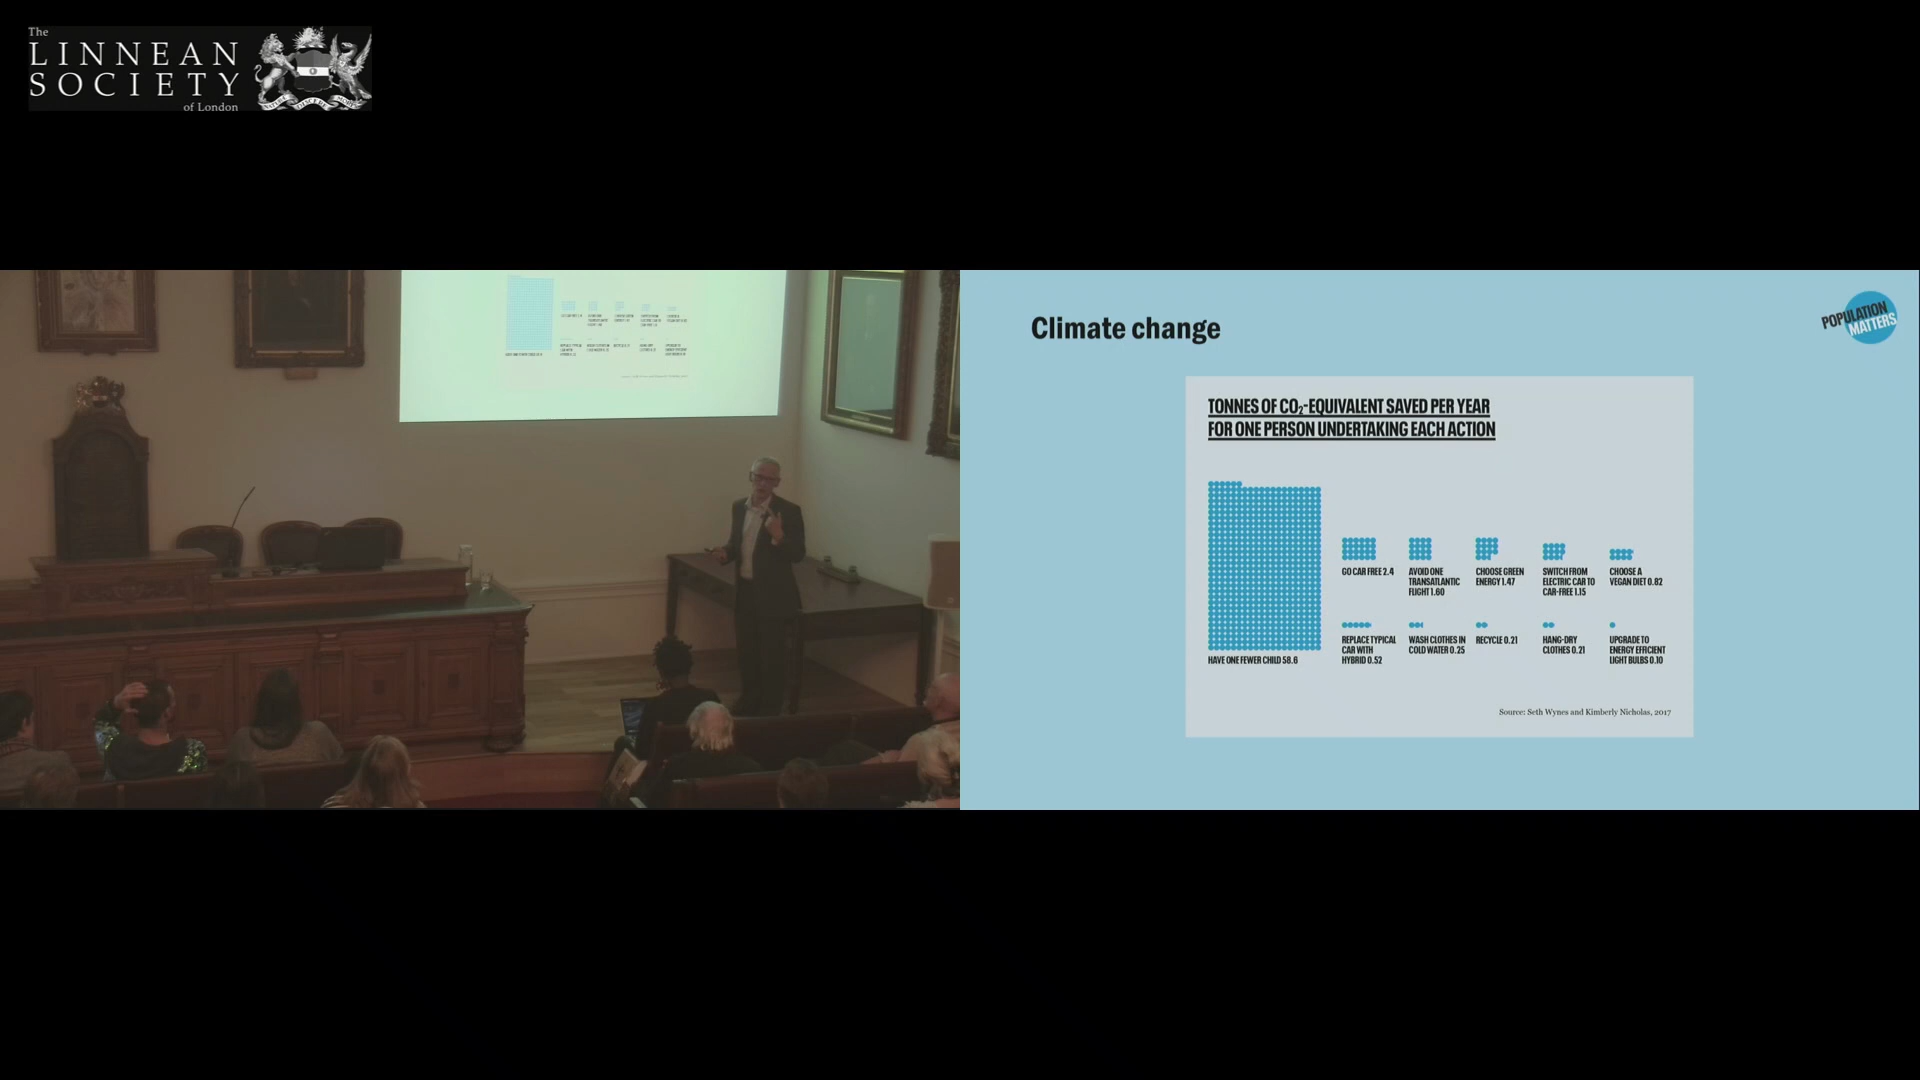 The
LINNEAN
SOCIETY
of London
Climate change
POPULATION
MATTERS
TONNES OF CO₂-EQUIVALENT SAVED PER YEAR
FOR ONE PERSON UNDERTAKING EACH ACTION
HAVE ONE FEWER CHILD 58.6
GO CAR FREE 2.4
AVOID ONE
TRANSATLANTIC
FLIGHT 1.60
CHOOSE GREEN
ENERGY 1.47
SWITCH FROM
ELECTRIC CAR TO
CAR-FREE 1.15
CHOOSE A
VEGAN DIET 0.82
REPLACE TYPICAL
CAR WITH
HYBRID 0.52
WASH CLOTHES IN
COLD WATER 0.25
RECYCLE 0.21
HANG-DRY
CLOTHES 0.21
UPGRADE TO
ENERGY EFFICIENT
LIGHT BULBS 0.10
Source: Seth Wynes and Kimberly Nicholas, 2017